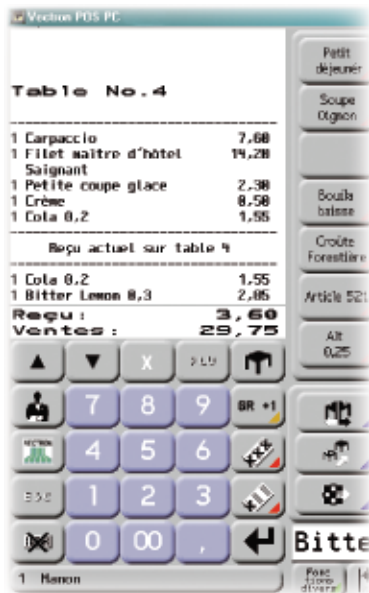 Vectron POS PC
Table No.4
1 Carpaccio 7,60
1 Filet maître d'hôtel 14,20
Saignant
1 Petite coupe glace 2,30
1 Crème 0,50
1 Cola 0,2 1,55
Reçu actuel sur table 4
1 Cola 0,2 1,55
1 Bitter Lemon 0,3 2,05
Reçu: 3,60
Ventes: 29,75
X
7 8 9 GR +1
4 5 6
1 2 3
0 00 ,
1 Manon
Petit
déjeuner
Soupe
Oignon
Bouilla
baisse
Croûte
Forestière
Article 521
Alt
0,25
Bitte
Fonc
tions
divers